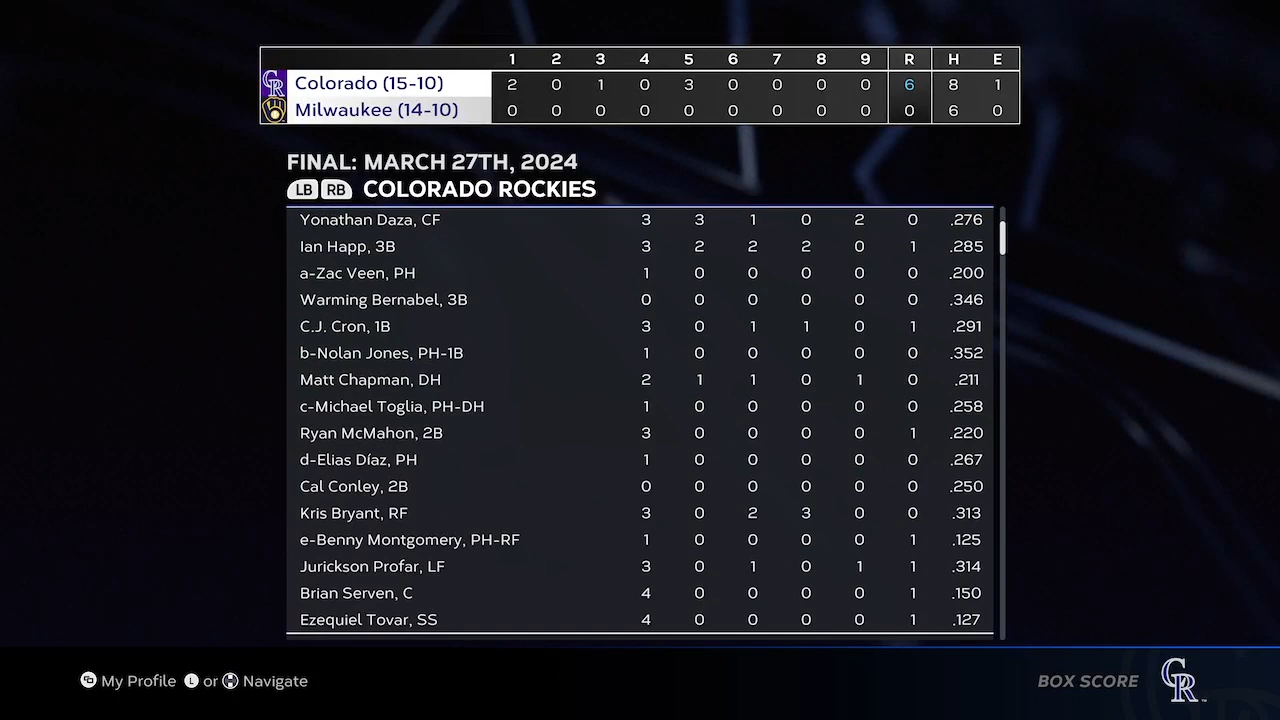 1 2 3 4 5 6 7 8 9 R H E
Colorado (15-10) 2 0 1 0 3 0 0 0 0 6 8 1
Milwaukee (14-10) 0 0 0 0 0 0 0 0 0 0 6 0
FINAL: MARCH 27TH, 2024
LB RB COLORADO ROCKIES
Yonathan Daza, CF 3 3 1 0 2 0 .276
Ian Happ, 3B 3 2 2 2 0 1 .285
a-Zac Veen, PH 1 0 0 0 0 0 .200
Warming Bernabel, 3B 0 0 0 0 0 0 .346
C.J. Cron, 1B 3 0 1 1 0 1 .291
b-Nolan Jones, PH-1B 1 0 0 0 0 0 .352
Matt Chapman, DH 2 1 1 0 1 0 .211
c-Michael Toglia, PH-DH 1 0 0 0 0 0 .258
Ryan McMahon, 2B 3 0 0 0 0 1 .220
d-Elias Díaz, PH 1 0 0 0 0 0 .267
Cal Conley, 2B 0 0 0 0 0 0 .250
Kris Bryant, RF 3 0 2 3 0 0 .313
e-Benny Montgomery, PH-RF 1 0 0 0 0 1 .125
Jurickson Profar, LF 3 0 1 0 1 1 .314
Brian Serven, C 4 0 0 0 0 1 .150
Ezequiel Tovar, SS 4 0 0 0 0 1 .127
My Profile L or Navigate
BOX SCORE CR